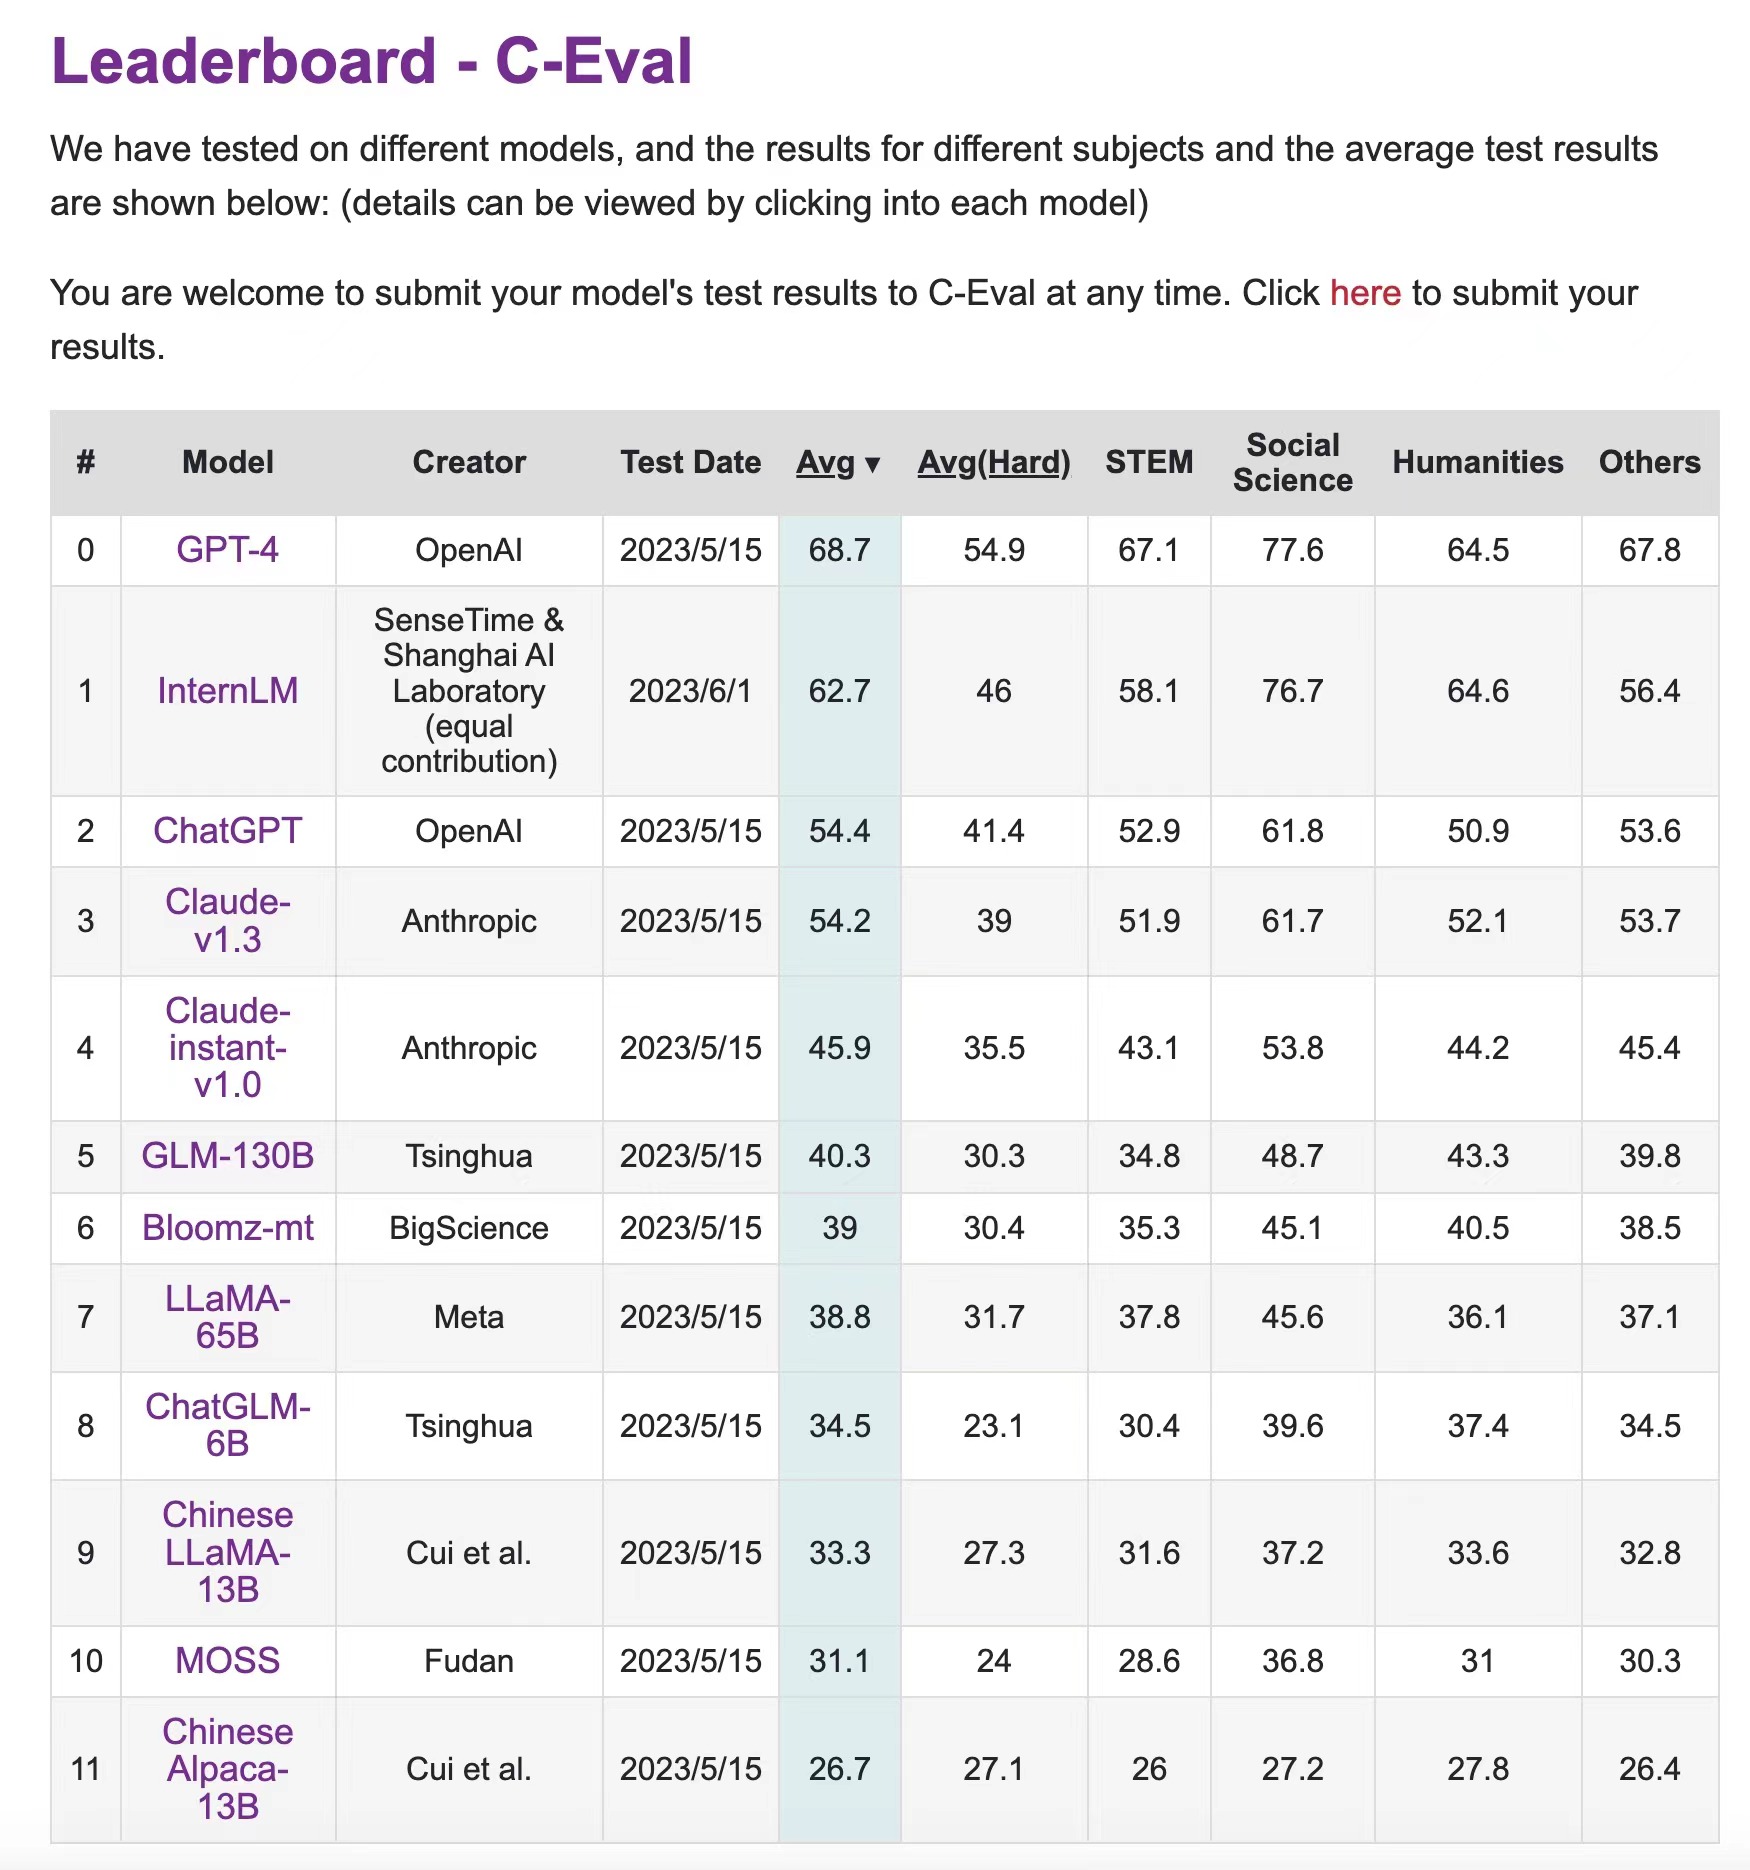 Leaderboard - C-Eval
We have tested on different models, and the results for different subjects and the average test results
are shown below: (details can be viewed by clicking into each model)
You are welcome to submit your model's test results to C-Eval at any time. Click here to submit your
results.
# Model Creator Test Date Avg ▼ Avg(Hard) STEM Social Science Humanities Others
0 GPT-4 OpenAI 2023/5/15 68.7 54.9 67.1 77.6 64.5 67.8
1 InternLM SenseTime & Shanghai AI Laboratory (equal contribution) 2023/6/1 62.7 46 58.1 76.7 64.6 56.4
2 ChatGPT OpenAI 2023/5/15 54.4 41.4 52.9 61.8 50.9 53.6
3 Claude-v1.3 Anthropic 2023/5/15 54.2 39 51.9 61.7 52.1 53.7
4 Claude-instant-v1.0 Anthropic 2023/5/15 45.9 35.5 43.1 53.8 44.2 45.4
5 GLM-130B Tsinghua 2023/5/15 40.3 30.3 34.8 48.7 43.3 39.8
6 Bloomz-mt BigScience 2023/5/15 39 30.4 35.3 45.1 40.5 38.5
7 LLaMA-65B Meta 2023/5/15 38.8 31.7 37.8 45.6 36.1 37.1
8 ChatGLM-6B Tsinghua 2023/5/15 34.5 23.1 30.4 39.6 37.4 34.5
9 Chinese LLaMA-13B Cui et al. 2023/5/15 33.3 27.3 31.6 37.2 33.6 32.8
10 MOSS Fudan 2023/5/15 31.1 24 28.6 36.8 31 30.3
11 Chinese Alpaca-13B Cui et al. 2023/5/15 26.7 27.1 26 27.2 27.8 26.4